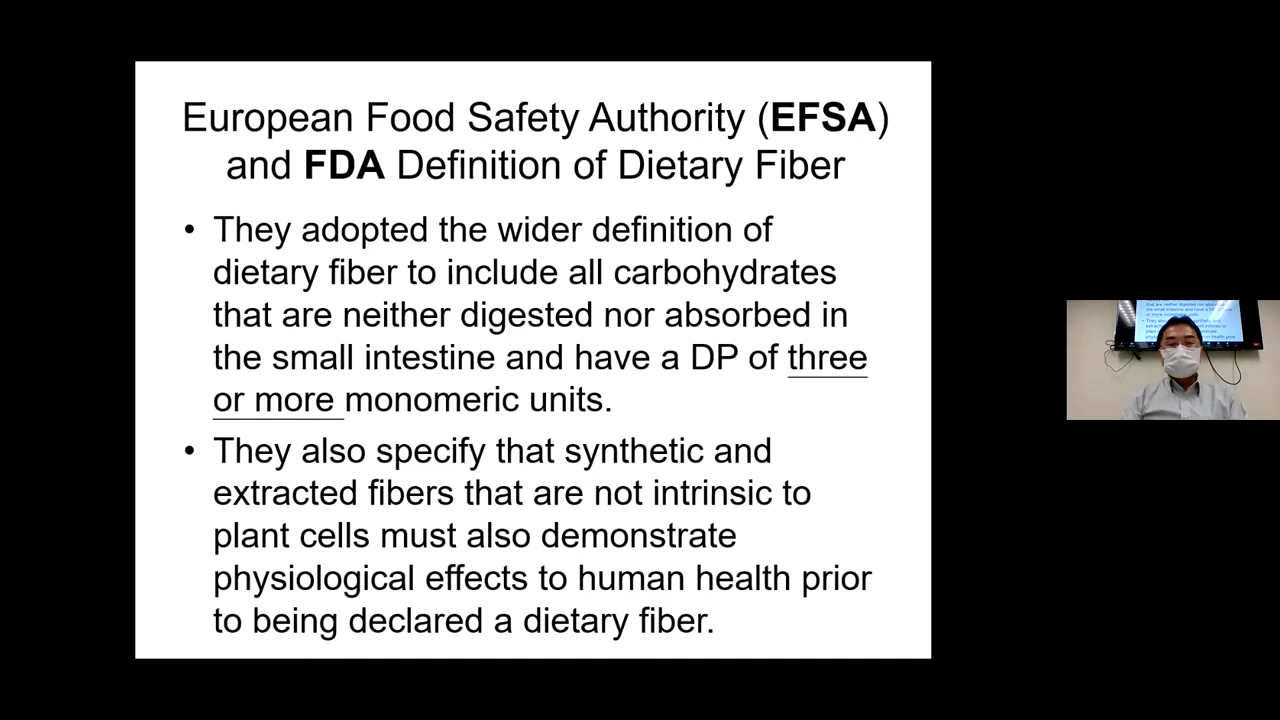 European Food Safety Authority (EFSA)
and FDA Definition of Dietary Fiber
• They adopted the wider definition of
dietary fiber to include all carbohydrates
that are neither digested nor absorbed in
the small intestine and have a DP of three
or more monomeric units.
• They also specify that synthetic and
extracted fibers that are not intrinsic to
plant cells must also demonstrate
physiological effects to human health prior
to being declared a dietary fiber.